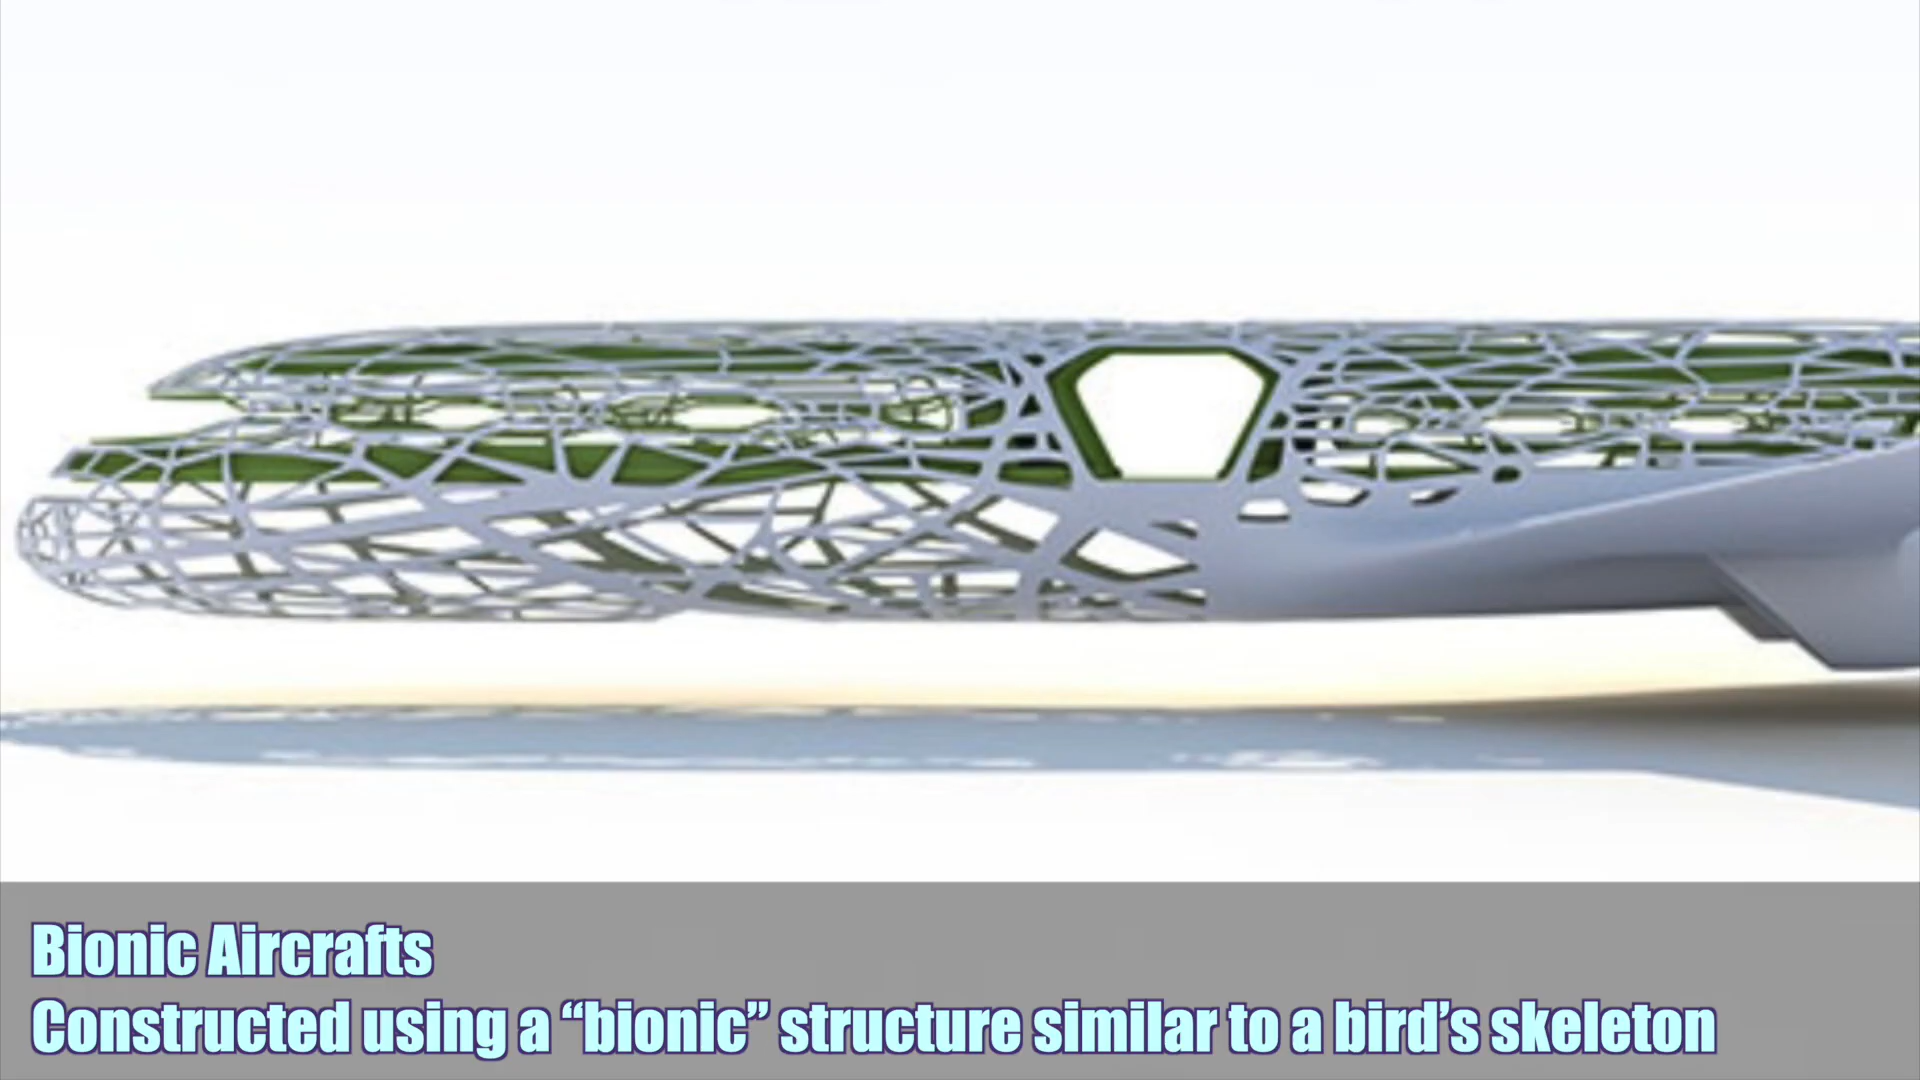 Bionic Aircrafts
Constructed using a “bionic” structure similar to a bird’s skeleton